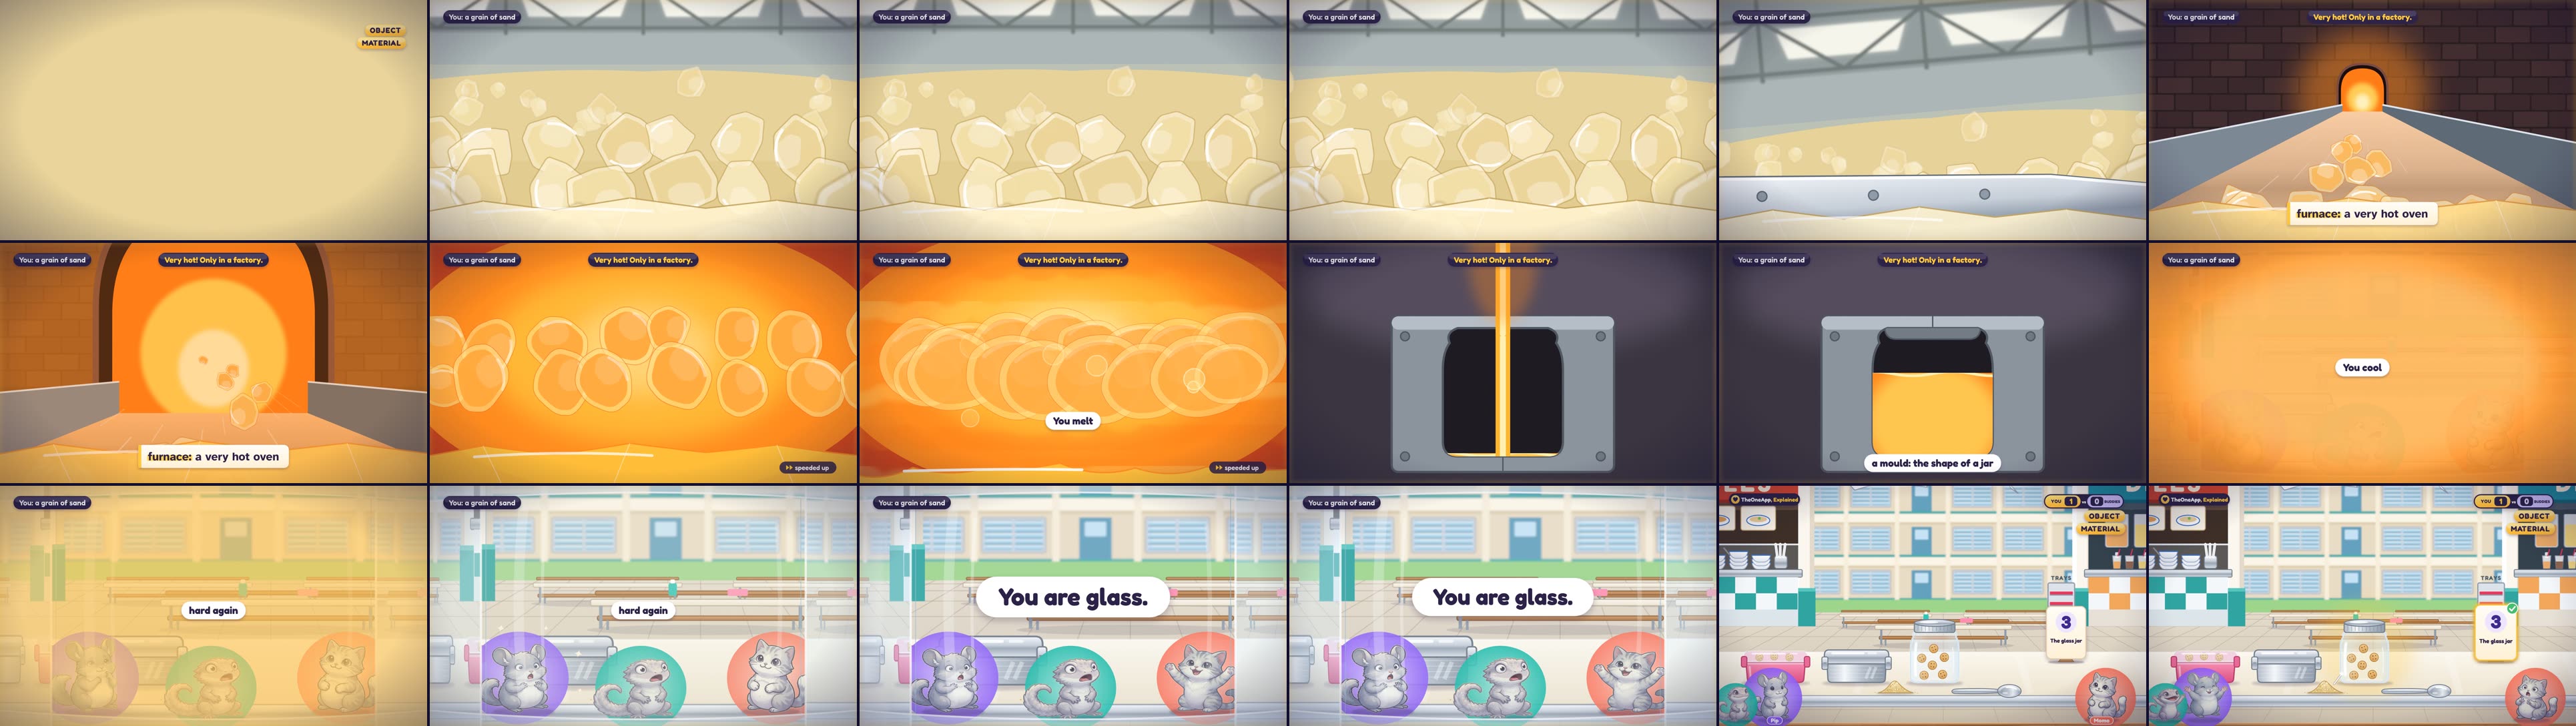 OBJECT
MATERIAL
You: a grain of sand
You: a grain of sand
You: a grain of sand
You: a grain of sand
You: a grain of sand
Very hot! Only in a factory.
furnace: a very hot oven
You: a grain of sand
Very hot! Only in a factory.
furnace: a very hot oven
You: a grain of sand
Very hot! Only in a factory.
speeded up
You: a grain of sand
Very hot! Only in a factory.
You melt
speeded up
You: a grain of sand
Very hot! Only in a factory.
You: a grain of sand
Very hot! Only in a factory.
a mould: the shape of a jar
You: a grain of sand
You cool
You: a grain of sand
hard again
You: a grain of sand
hard again
You: a grain of sand
You are glass.
You: a grain of sand
You are glass.
TheOneApp, Explained
YOU 1 0
OBJECT
MATERIAL
TRAYS
3
The glass jar
Pip
TheOneApp, Explained
YOU 1 0
OBJECT
MATERIAL
TRAYS
3
The glass jar